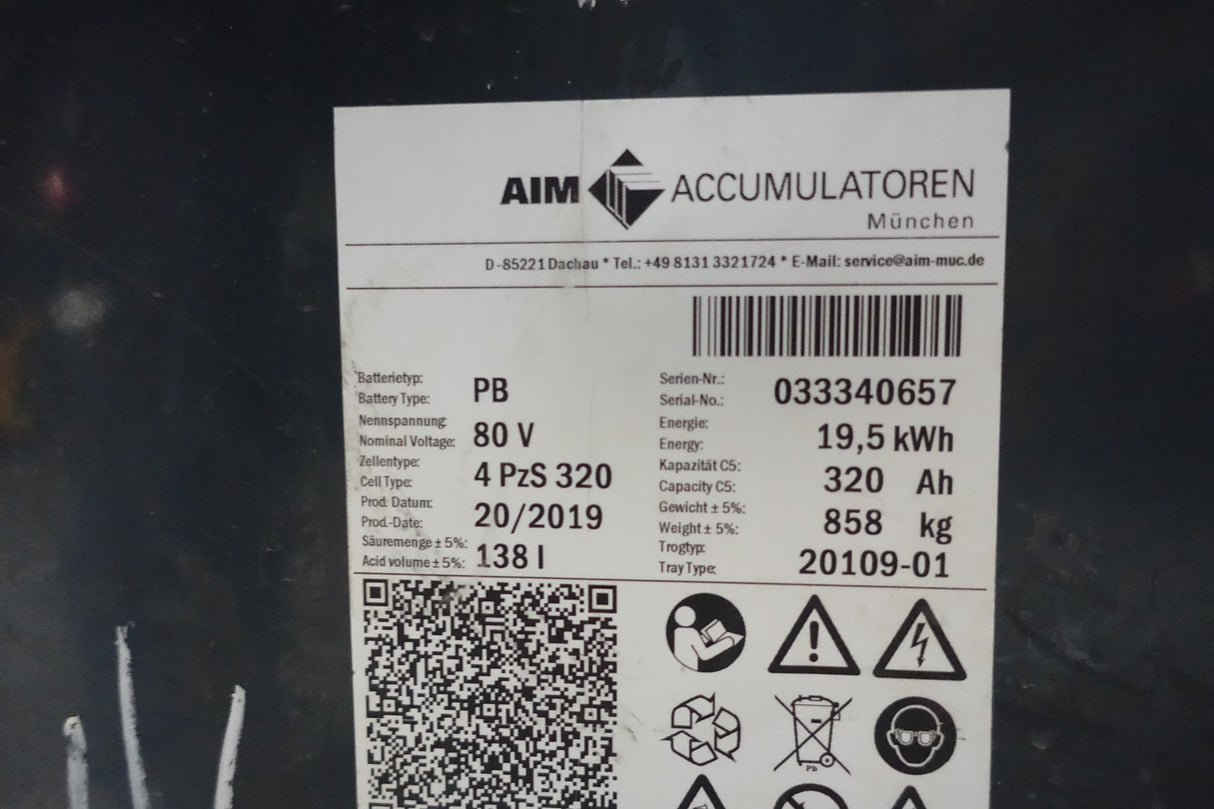 AIM ACCUMULATOREN
München
D-85221 Dachau * Tel.: +49 8131 3321724 * E-Mail: service@aim-muc.de
Batterietyp:
Battery Type: PB
Nennspannung:
Nominal Voltage: 80 V
Zellentype:
Cell Type: 4 PzS 320
Prod. Datum:
Prod.-Date: 20/2019
Säuremenge ± 5%:
Acid volume ± 5%: 138 l
Serien-Nr.:
Serial-No.: 033340657
Energie:
Energy: 19,5 kWh
Kapazität C5:
Capacity C5: 320 Ah
Gewicht ± 5%:
Weight ± 5%: 858 kg
Trogtyp:
Tray Type: 20109-01
Pb